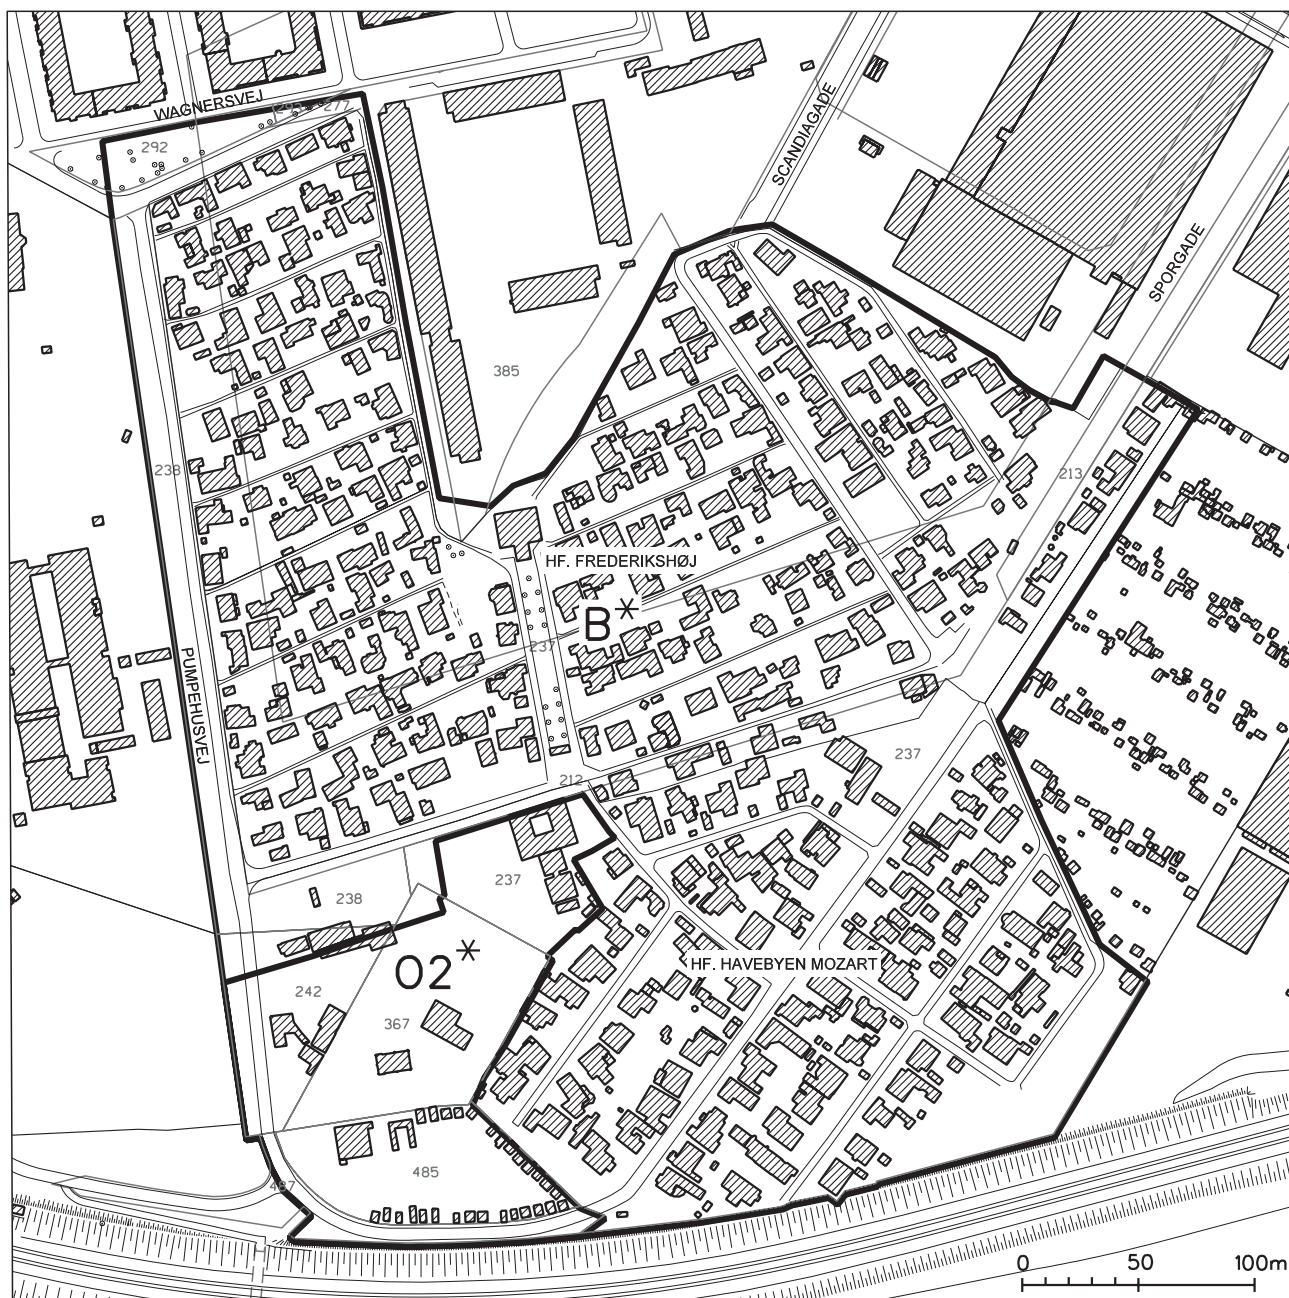 WAGNERSVEJ
293
277
292
SCANDIAGADE
SPORGADE
385
238
213
HF. FREDERIKSHØJ
B*
237
PUMPEHUSVEJ
237
212
237
238
O2*
HF. HAVEBYEN MOZART
242
367
485
487
0 50 100m